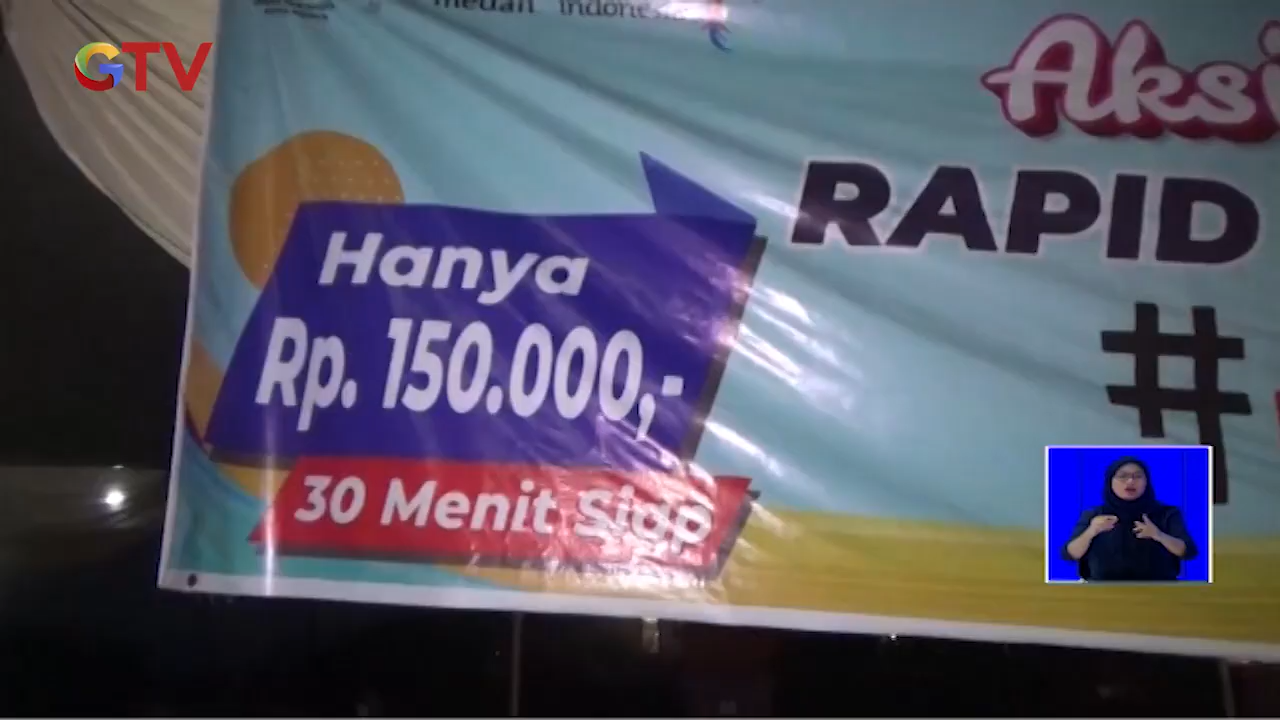 GTV
medan indonesia
Aksi
RAPID
Hanya
Rp. 150.000,-
#
30 Menit Siap